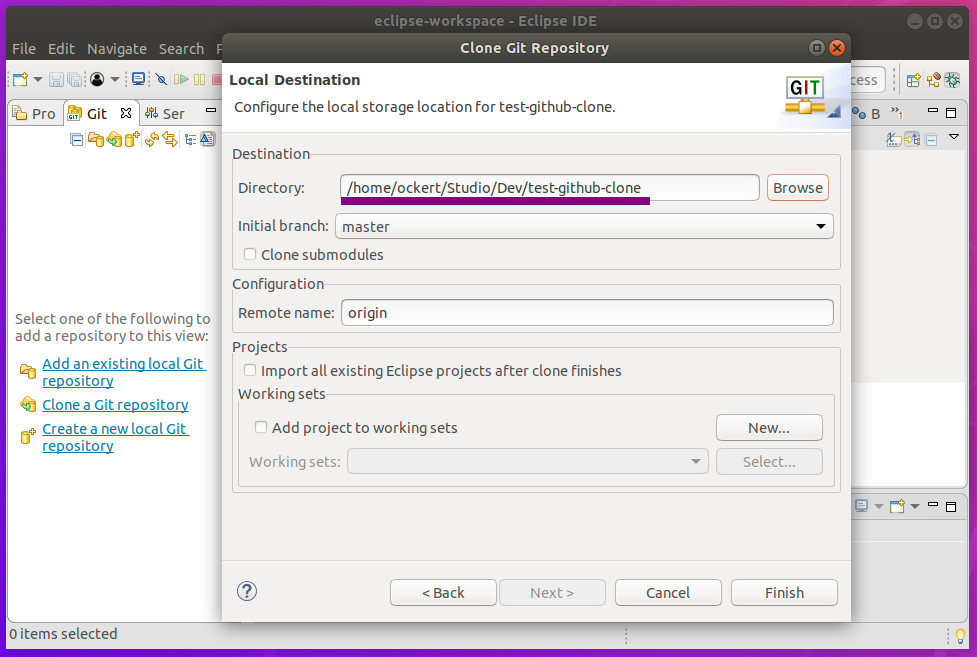 eclipse-workspace - Eclipse IDE
File Edit Navigate Search
Clone Git Repository
Local Destination
Configure the local storage location for test-github-clone.
GIT
Pro
Git
Ser
B
»1
Destination
Directory: /home/ockert/Studio/Dev/test-github-clone Browse
Initial branch: master
Clone submodules
Configuration
Remote name: origin
Projects
Import all existing Eclipse projects after clone finishes
Working sets
Add project to working sets New...
Working sets: Select...
Select one of the following to
add a repository to this view:
Add an existing local Git
repository
Clone a Git repository
Create a new local Git
repository
? < Back Next > Cancel Finish
0 items selected